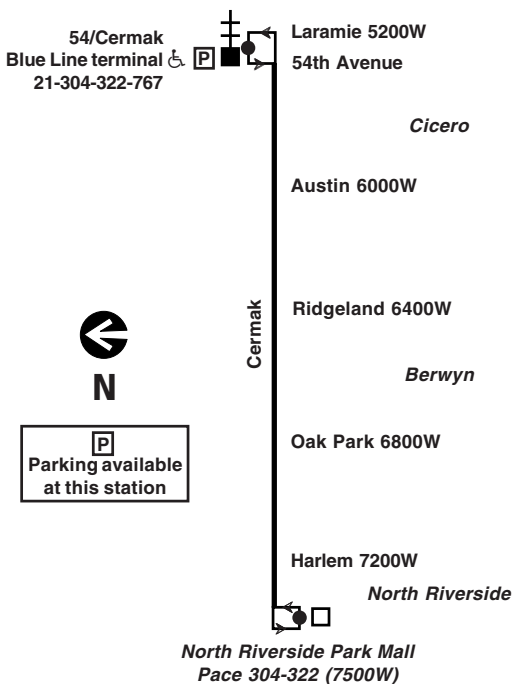 54/Cermak
Blue Line terminal P
21-304-322-767
Laramie 5200W
54th Avenue
Cicero
Austin 6000W
Ridgeland 6400W
Cermak
N
Berwyn
P
Parking available
at this station
Oak Park 6800W
Harlem 7200W
North Riverside
North Riverside Park Mall
Pace 304-322 (7500W)